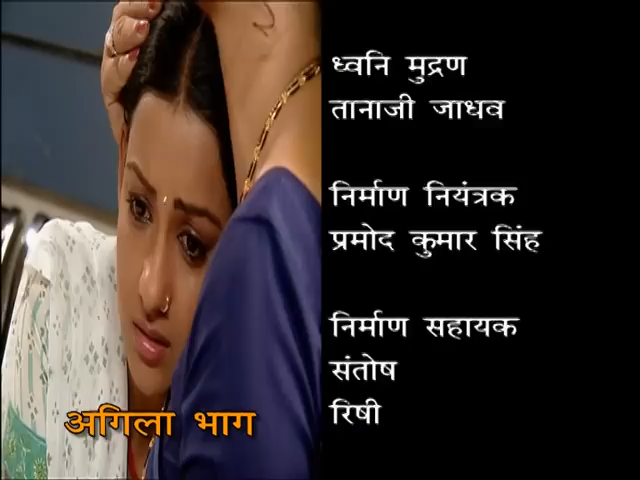 ध्वनि मुद्रण
तानाजी जाधव
निर्माण नियंत्रक
प्रमोद कुमार सिंह
निर्माण सहायक
संतोष
रिषी
अगिला भाग